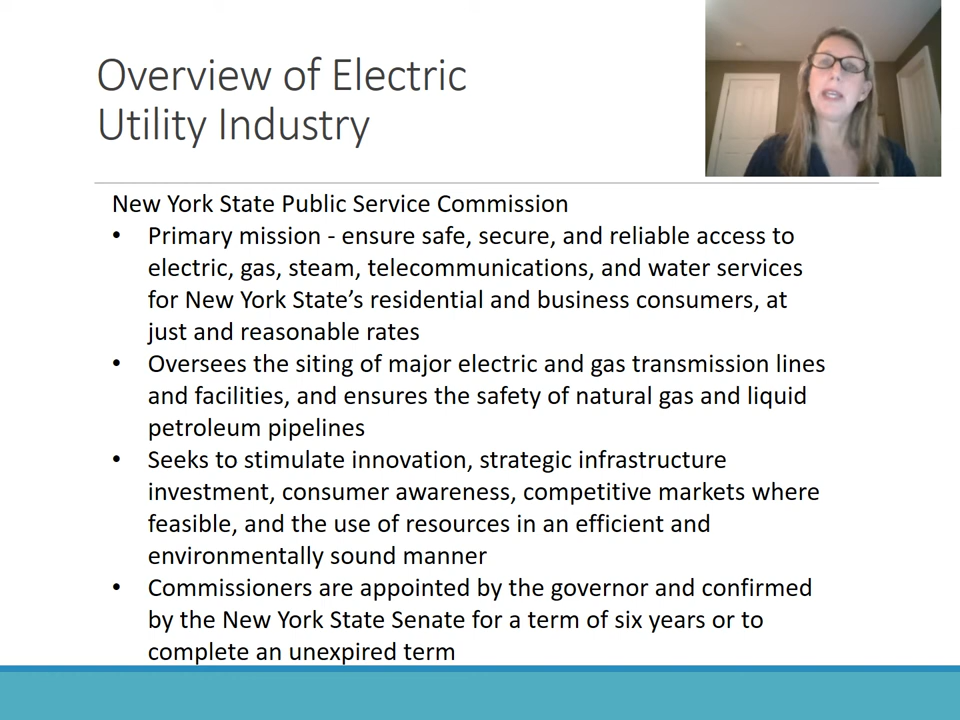 Overview of Electric
Utility Industry
New York State Public Service Commission
• Primary mission - ensure safe, secure, and reliable access to
electric, gas, steam, telecommunications, and water services
for New York State’s residential and business consumers, at
just and reasonable rates
• Oversees the siting of major electric and gas transmission lines
and facilities, and ensures the safety of natural gas and liquid
petroleum pipelines
• Seeks to stimulate innovation, strategic infrastructure
investment, consumer awareness, competitive markets where
feasible, and the use of resources in an efficient and
environmentally sound manner
• Commissioners are appointed by the governor and confirmed
by the New York State Senate for a term of six years or to
complete an unexpired term